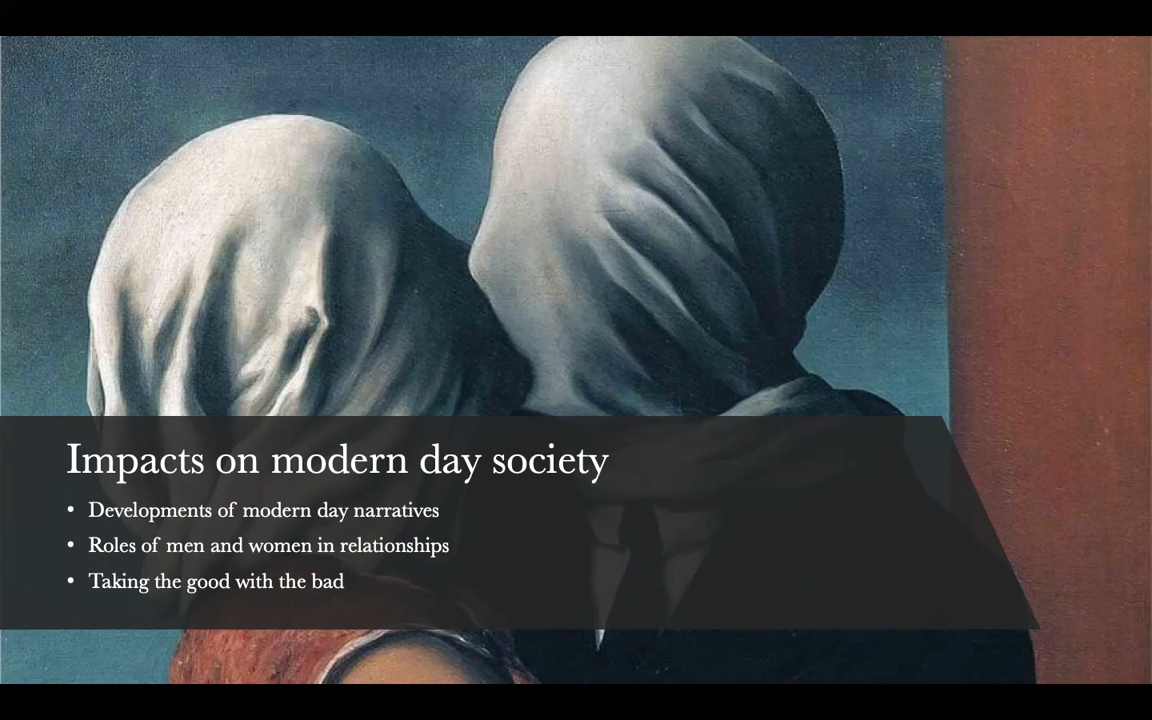 Impacts on modern day society
• Developments of modern day narratives
• Roles of men and women in relationships
• Taking the good with the bad